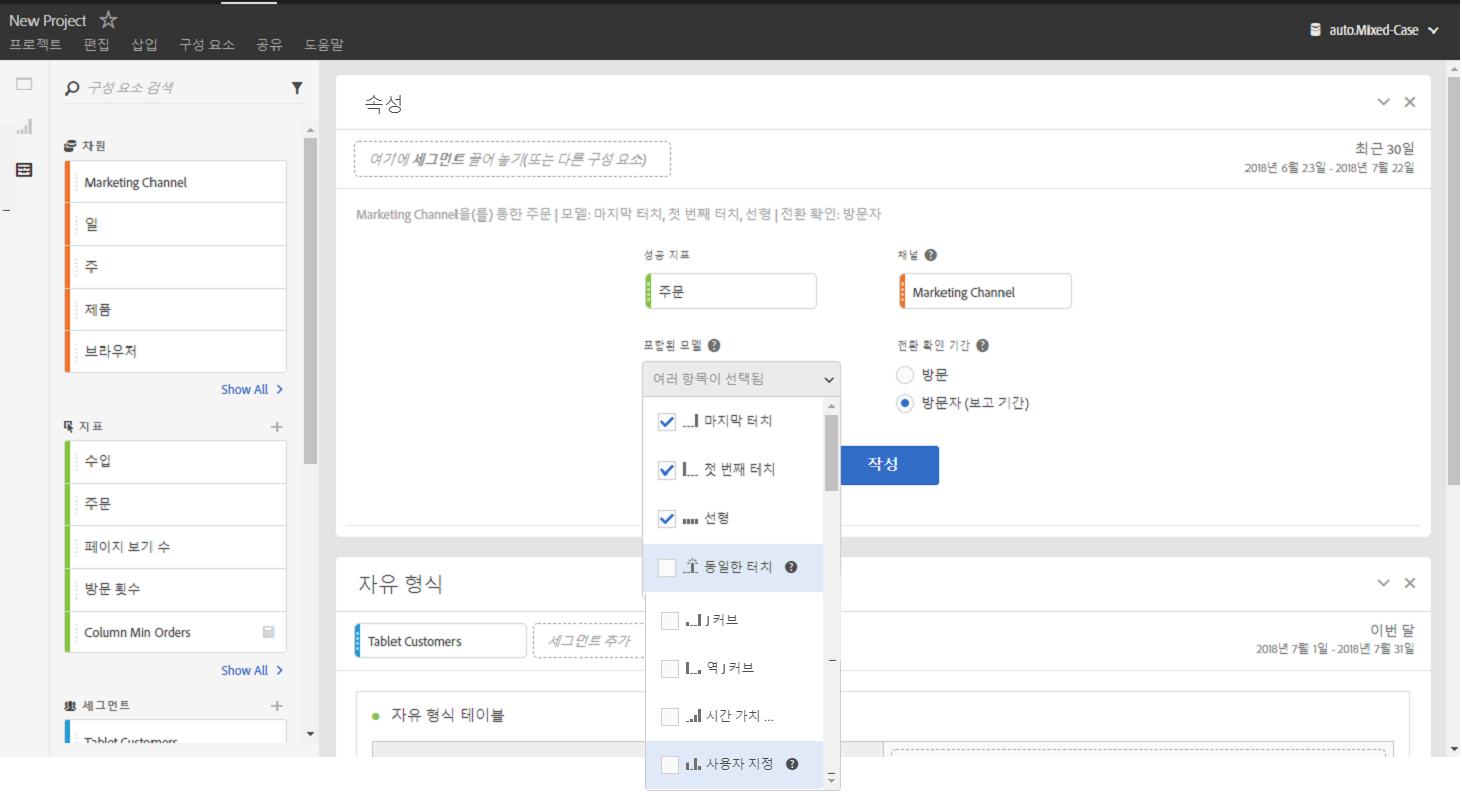 New Project
프로젝트 편집 삽입 구성 요소 공유 도움말
auto.Mixed-Case
구성 요소 검색
차원
Marketing Channel
일
주
제품
브라우저
Show All
지표
수입
주문
페이지 보기 수
방문 횟수
Column Min Orders
Show All
세그먼트
Tablet Customers
속성
여기에 세그먼트 끌어 놓기(또는 다른 구성 요소)
최근 30일
2018년 6월 23일 - 2018년 7월 22일
Marketing Channel을(를) 통한 주문 | 모델: 마지막 터치, 첫 번째 터치, 선형 | 전환 확인: 방문자
성공 지표
주문
채널
Marketing Channel
포함된 모델
여러 항목이 선택됨
마지막 터치
첫 번째 터치
선형
동일한 터치
J 커브
역 J 커브
시간 가치 ...
사용자 지정
전환 확인 기간
방문
방문자 (보고 기간)
작성
자유 형식
Tablet Customers
세그먼트 추가
이번 달
2018년 7월 1일 - 2018년 7월 31일
자유 형식 테이블